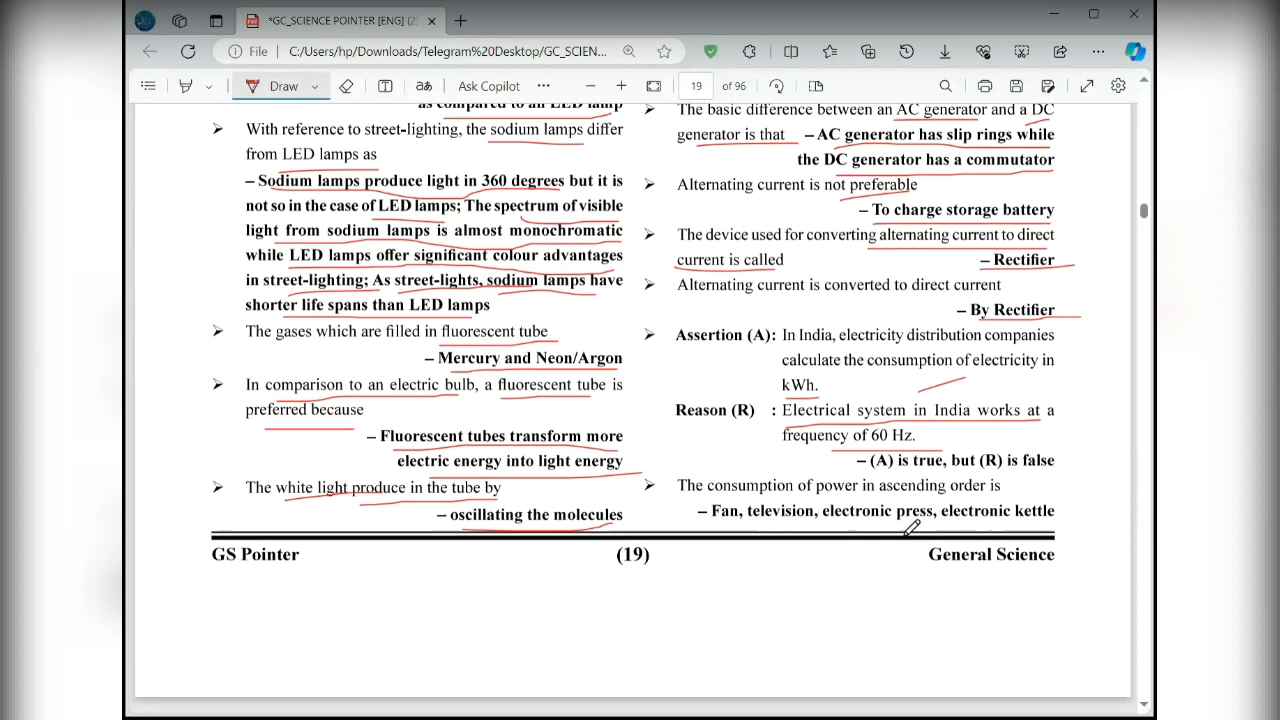 *GC_SCIENCE POINTER [ENG] (2)
File
C:/Users/hp/Downloads/Telegram%20Desktop/GC_SCIEN...
Draw
aあ
Ask Copilot
19 of 96
as compared to an LED lamp
➢ With reference to street-lighting, the sodium lamps differ
from LED lamps as
– Sodium lamps produce light in 360 degrees but it is
not so in the case of LED lamps; The spectrum of visible
light from sodium lamps is almost monochromatic
while LED lamps offer significant colour advantages
in street-lighting; As street-lights, sodium lamps have
shorter life spans than LED lamps
➢ The gases which are filled in fluorescent tube
– Mercury and Neon/Argon
➢ In comparison to an electric bulb, a fluorescent tube is
preferred because
– Fluorescent tubes transform more
electric energy into light energy
➢ The white light produce in the tube by
– oscillating the molecules
➢ The basic difference between an AC generator and a DC
generator is that – AC generator has slip rings while
the DC generator has a commutator
➢ Alternating current is not preferable
– To charge storage battery
➢ The device used for converting alternating current to direct
current is called – Rectifier
➢ Alternating current is converted to direct current
– By Rectifier
➢ Assertion (A): In India, electricity distribution companies
calculate the consumption of electricity in
kWh.
Reason (R) : Electrical system in India works at a
frequency of 60 Hz.
– (A) is true, but (R) is false
➢ The consumption of power in ascending order is
– Fan, television, electronic press, electronic kettle
GS Pointer (19) General Science